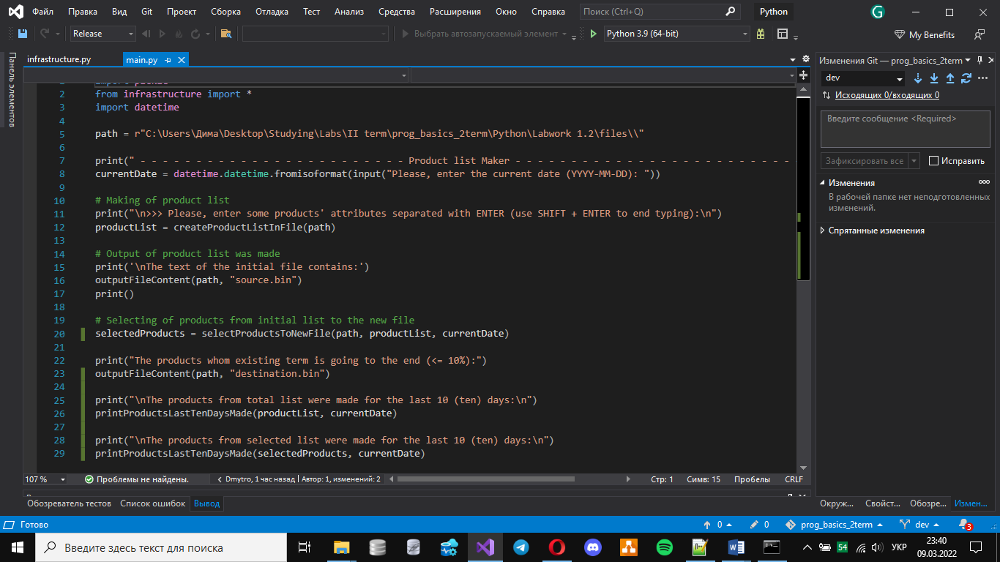 Файл Правка Вид Git Проект Сборка Отладка Тест Анализ Средства Расширения Окно Справка Поиск (Ctrl+Q) Python G
Release Выбрать автозапускаемый элемент Python 3.9 (64-bit) My Benefits
Панель элементов
infrastructure.py main.py
2 from infrastructure import *
3 import datetime
4
5 path = r"C:\Users\Дима\Desktop\Studying\Labs\II term\prog_basics_2term\Python\Labwork 1.2\files\\"
6
7 print(" - - - - - - - - - - - - - - - - - - - - - - - - Product list Maker - - - - - - - - - - - - - - - - - - - - - - - - -
8 currentDate = datetime.datetime.fromisoformat(input("Please, enter the current date (YYYY-MM-DD): "))
9
10 # Making of product list
11 print("\n>>> Please, enter some products' attributes separated with ENTER (use SHIFT + ENTER to end typing):\n")
12 productList = createProductListInFile(path)
13
14 # Output of product list was made
15 print('\nThe text of the initial file contains:')
16 outputFileContent(path, "source.bin")
17 print()
18
19 # Selecting of products from initial list to the new file
20 selectedProducts = selectProductsToNewFile(path, productList, currentDate)
21
22 print("The products whom existing term is going to the end (<= 10%):")
23 outputFileContent(path, "destination.bin")
24
25 print("\nThe products from total list were made for the last 10 (ten) days:\n")
26 printProductsLastTenDaysMade(productList, currentDate)
27
28 print("\nThe products from selected list were made for the last 10 (ten) days:\n")
29 printProductsLastTenDaysMade(selectedProducts, currentDate)
107 % Проблемы не найдены. Dmytro, 1 час назад | Автор: 1, изменений: 2 Стр: 1 Симв: 15 Пробелы CRLF
Обозреватель тестов Список ошибок Вывод
Изменения Git — prog_basics_2term
dev
Исходящих 0/входящих 0
Введите сообщение <Required>
Зафиксировать все Исправить
Изменения
В рабочей папке нет неподготовленных
изменений.
Спрятанные изменения
Окруж... Свойст... Обозре... Измен...
Готово 0 0 prog_basics_2term dev 3
Введите здесь текст для поиска 54 УКР 23:40
09.03.2022